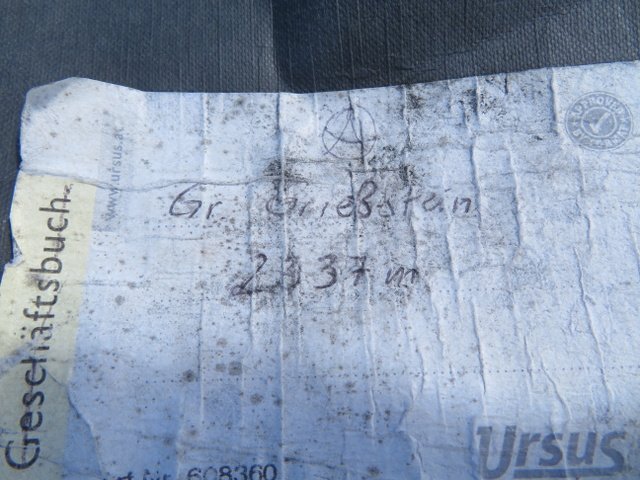 www.ursus.at
Gr Grießstein
2337 m
Geschäftsbuch
Ursus
608360